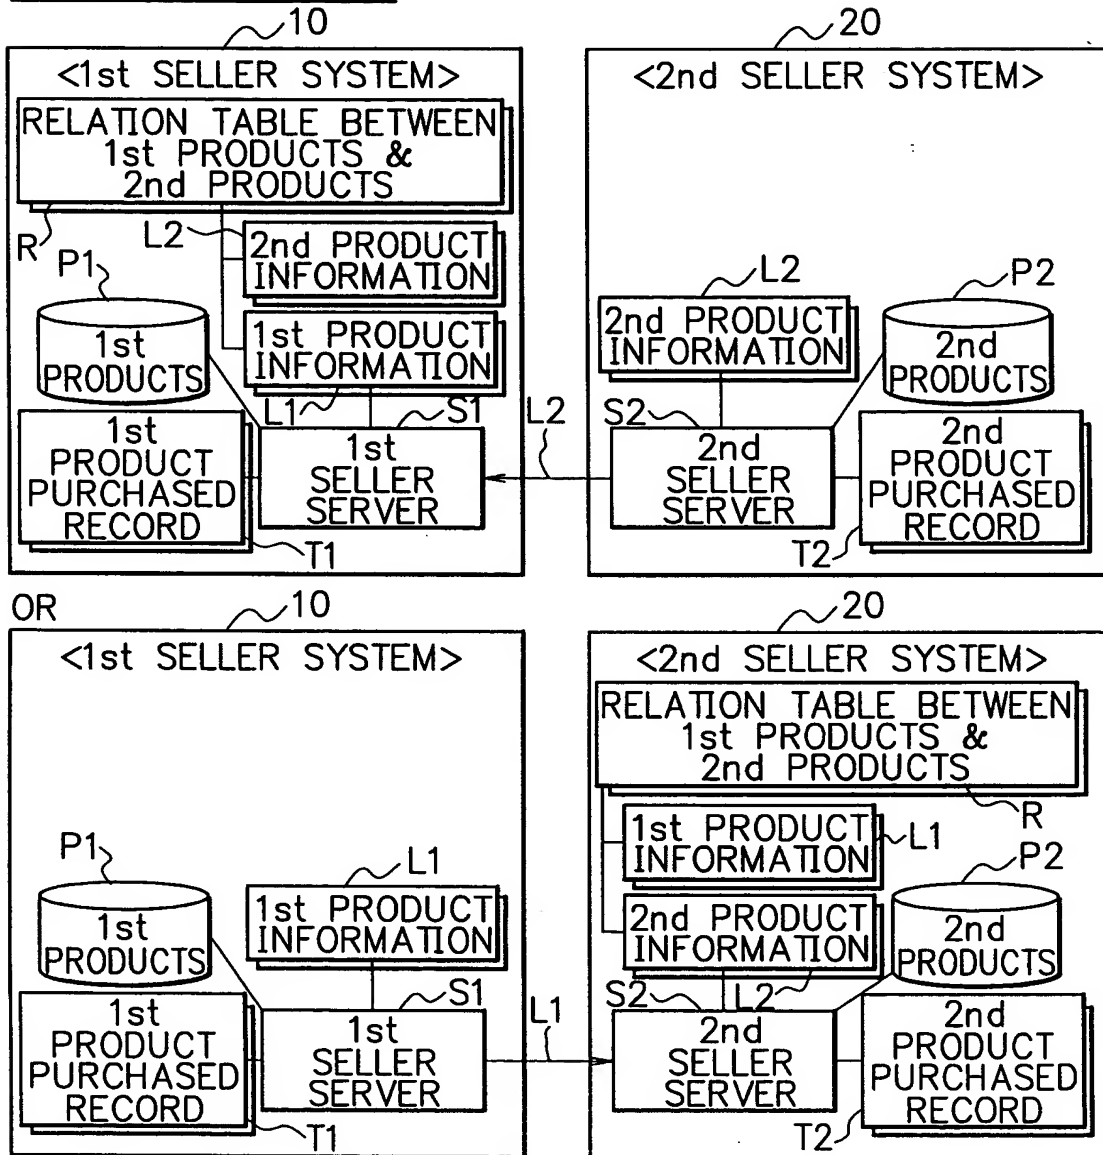 10
20
<1st SELLER SYSTEM>
<2nd SELLER SYSTEM>
RELATION TABLE BETWEEN
1st PRODUCTS &
2nd PRODUCTS
R
L2
2nd PRODUCT
INFORMATION
P1
1st
PRODUCTS
1st PRODUCT
INFORMATION
L1
S1
1st
PRODUCT
PURCHASED
RECORD
T1
1st
SELLER
SERVER
L2
L2
2nd PRODUCT
INFORMATION
P2
2nd
PRODUCTS
S2
2nd
SELLER
SERVER
2nd
PRODUCT
PURCHASED
RECORD
T2
OR
10
20
<1st SELLER SYSTEM>
<2nd SELLER SYSTEM>
P1
1st
PRODUCTS
L1
1st PRODUCT
INFORMATION
S1
1st
PRODUCT
PURCHASED
RECORD
T1
1st
SELLER
SERVER
L1
RELATION TABLE BETWEEN
1st PRODUCTS &
2nd PRODUCTS
R
1st PRODUCT
INFORMATION
L1
P2
2nd PRODUCT
INFORMATION
2nd
PRODUCTS
S2
L2
2nd
SELLER
SERVER
2nd
PRODUCT
PURCHASED
RECORD
T2